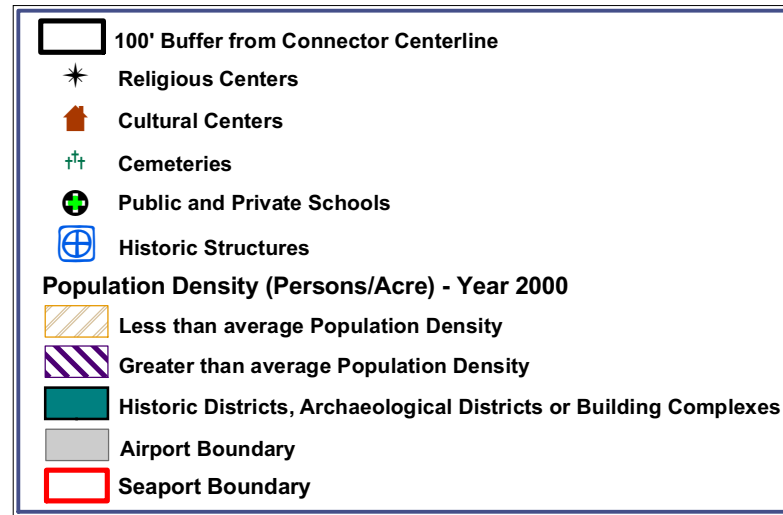 100' Buffer from Connector Centerline
Religious Centers
Cultural Centers
Cemeteries
Public and Private Schools
Historic Structures
Population Density (Persons/Acre) - Year 2000
Less than average Population Density
Greater than average Population Density
Historic Districts, Archaeological Districts or Building Complexes
Airport Boundary
Seaport Boundary